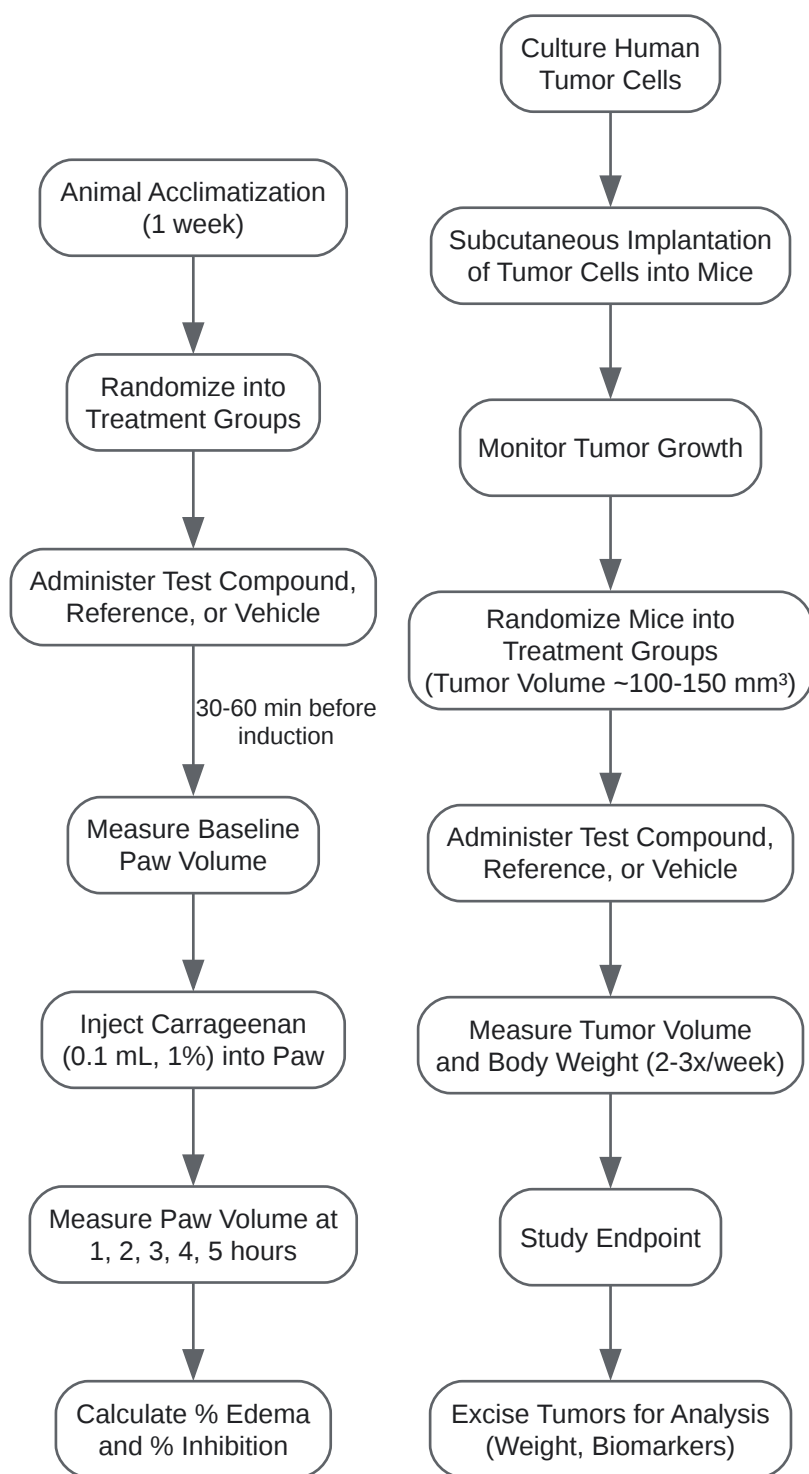 Animal Acclimatization
(1 week)
Randomize into
Treatment Groups
Administer Test Compound,
Reference, or Vehicle
30-60 min before
induction
Measure Baseline
Paw Volume
Inject Carrageenan
(0.1 mL, 1%) into Paw
Measure Paw Volume at
1, 2, 3, 4, 5 hours
Calculate % Edema
and % Inhibition
Culture Human
Tumor Cells
Subcutaneous Implantation
of Tumor Cells into Mice
Monitor Tumor Growth
Randomize Mice into
Treatment Groups
(Tumor Volume ~100-150 mm³)
Administer Test Compound,
Reference, or Vehicle
Measure Tumor Volume
and Body Weight (2-3x/week)
Study Endpoint
Excise Tumors for Analysis
(Weight, Biomarkers)